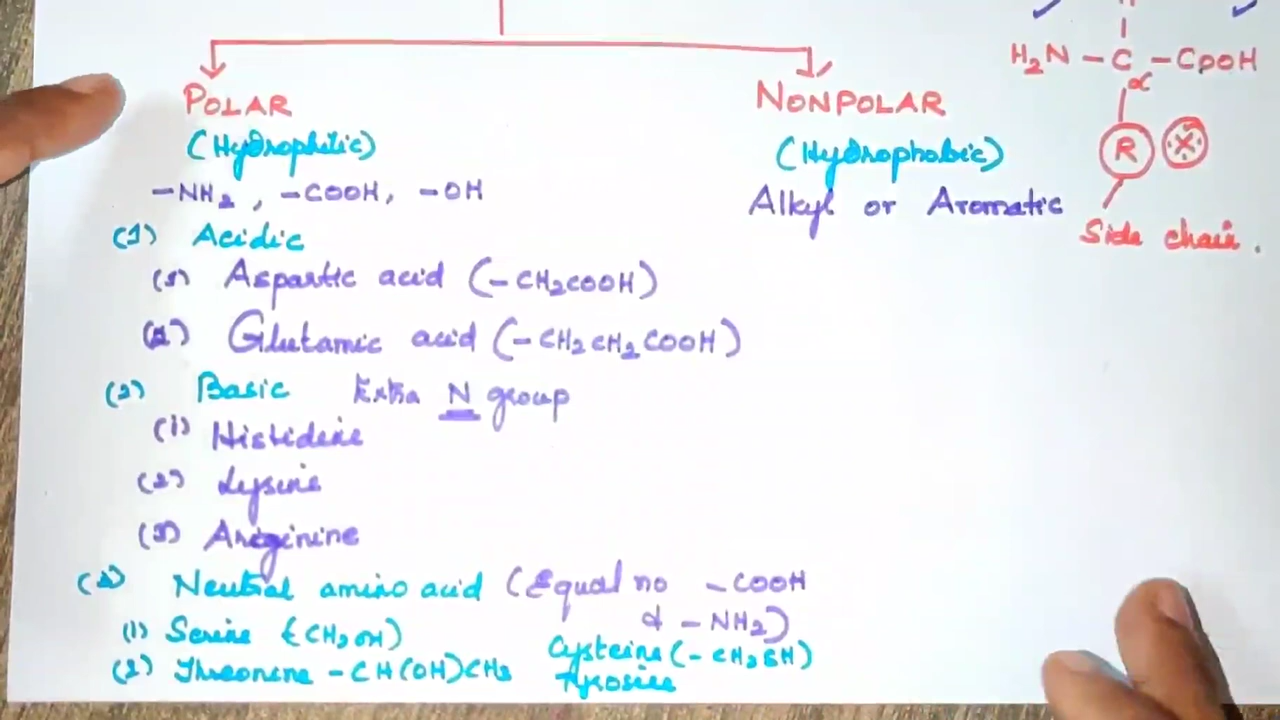 POLAR
(Hydrophilic)
-NH2, -COOH, -OH
(1) Acidic
(1) Aspartic acid (-CH2COOH)
(2) Glutamic acid (-CH2CH2COOH)
(2) Basic Extra N group
(1) Histidine
(2) Lysine
(3) Arginine
(3) Neutral amino acid (Equal no -COOH
& -NH2)
(1) Serine (CH2OH)
(2) Threonine -CH(OH)CH3
Cysteine (-CH2SH)
Tyrosine
NONPOLAR
(Hydrophobic)
Alkyl or Aromatic
H2N - C - COOH
α
R
Side chain.